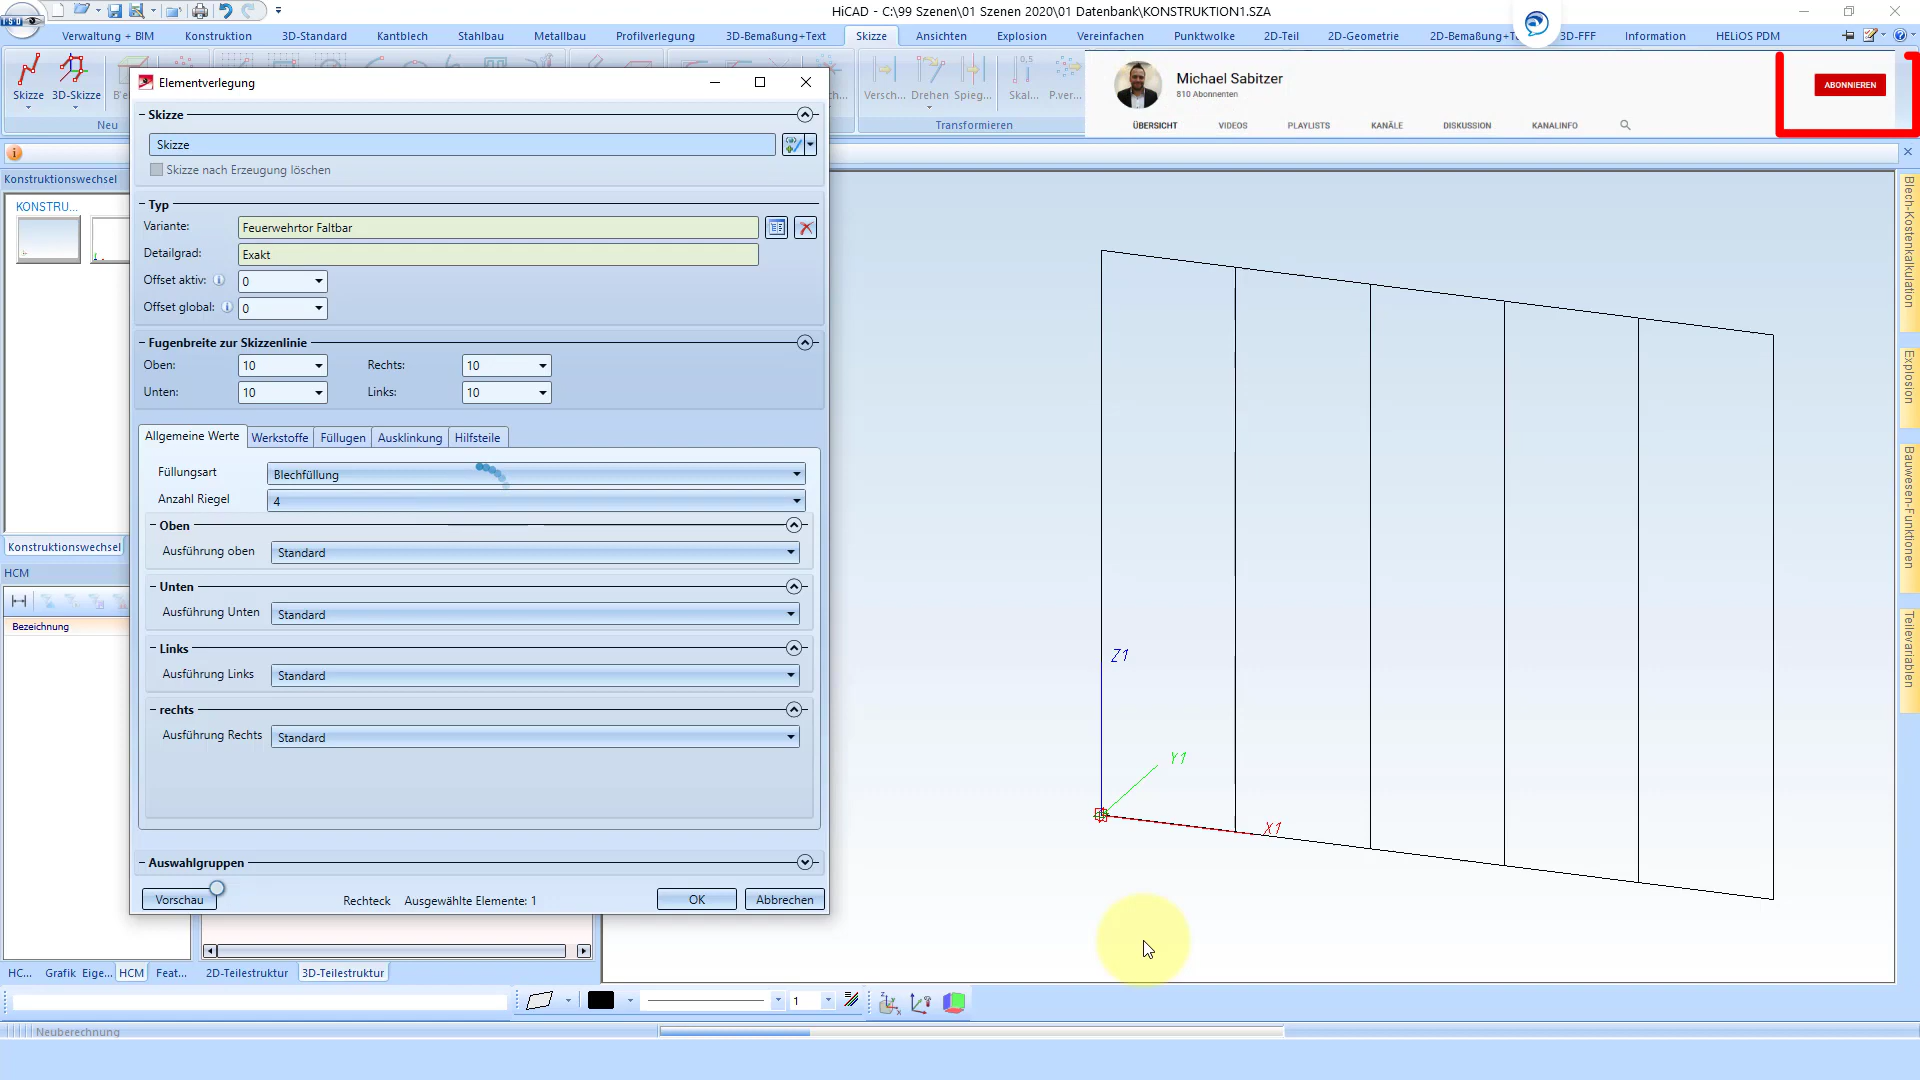 HiCAD - C:\99 Szenen\01 Szenen 2020\01 Datenbank\KONSTRUKTION1.SZA
ISD
Verwaltung + BIM Konstruktion 3D-Standard Kantblech Stahlbau Metallbau Profilverlegung 3D-Bemaßung+Text Skizze Ansichten Explosion Vereinfachen Punktwolke 2D-Teil 2D-Geometrie 2D-Bemaßung+T 3D-FFF Information HELiOS PDM
Skizze 3D-Skizze Versch... Drehen Spieg... Skal... P.ver...
Neu Transformieren
Michael Sabitzer
810 Abonnenten
ABONNIEREN
ÜBERSICHT VIDEOS PLAYLISTS KANÄLE DISKUSSION KANALINFO
Konstruktionswechsel
KONSTRU...
Konstruktionswechsel
HCM
Bezeichnung
Elementverlegung
Skizze
Skizze
Skizze nach Erzeugung löschen
Typ
Variante: Feuerwehrtor Faltbar
Detailgrad: Exakt
Offset aktiv: 0
Offset global: 0
Fugenbreite zur Skizzenlinie
Oben: 10 Rechts: 10
Unten: 10 Links: 10
Allgemeine Werte Werkstoffe Füllugen Ausklinkung Hilfsteile
Füllungsart Blechfüllung
Anzahl Riegel 4
Oben
Ausführung oben Standard
Unten
Ausführung Unten Standard
Links
Ausführung Links Standard
rechts
Ausführung Rechts Standard
Auswahlgruppen
Vorschau Rechteck Ausgewählte Elemente: 1 OK Abbrechen
Z1
Y1
X1
Blech-Kostenkalkulation
Explosion
Bauwesen-Funktionen
Teilevariablen
HC... Grafik Eige... HCM Feat... 2D-Teilestruktur 3D-Teilestruktur
1
Neuberechnung